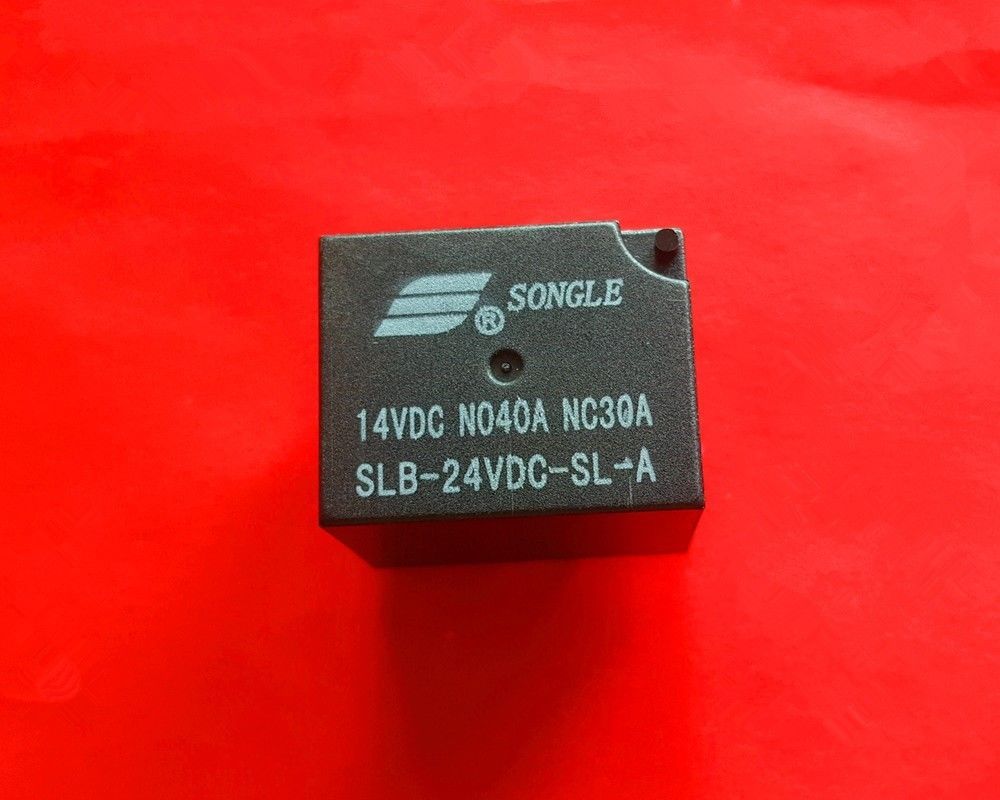 ® SONGLE
14VDC NO40A NC30A
SLB-24VDC-SL-A